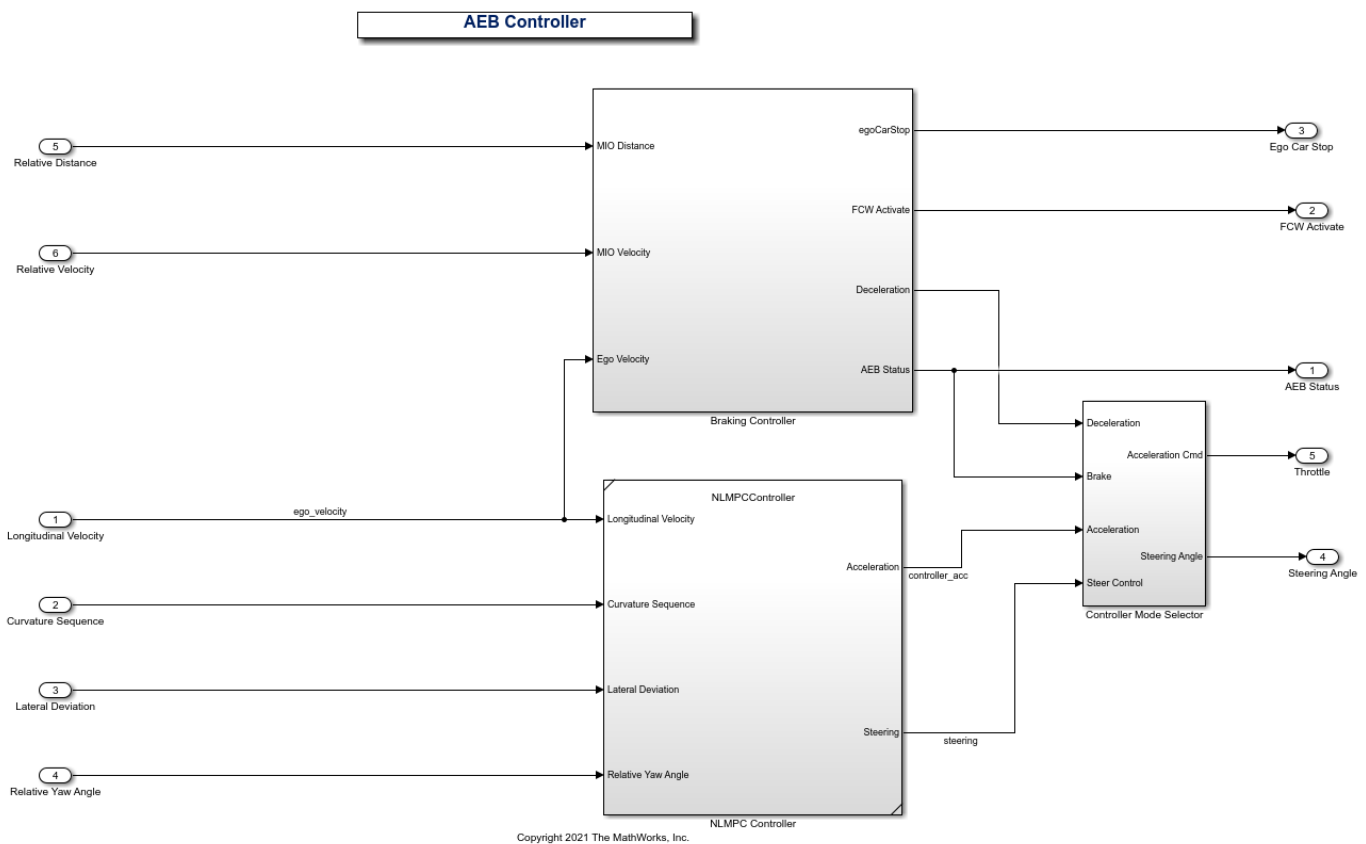 AEB Controller
5
Relative Distance
6
Relative Velocity
1
Longitudinal Velocity
2
Curvature Sequence
3
Lateral Deviation
4
Relative Yaw Angle
ego_velocity
MIO Distance
MIO Velocity
Ego Velocity
egoCarStop
FCW Activate
Deceleration
AEB Status
Braking Controller
NLMPCController
Longitudinal Velocity
Curvature Sequence
Lateral Deviation
Relative Yaw Angle
Acceleration
Steering
NLMPC Controller
controller_acc
steering
Deceleration
Brake
Acceleration
Steer Control
Acceleration Cmd
Steering Angle
Controller Mode Selector
3
Ego Car Stop
2
FCW Activate
1
AEB Status
5
Throttle
4
Steering Angle
Copyright 2021 The MathWorks, Inc.